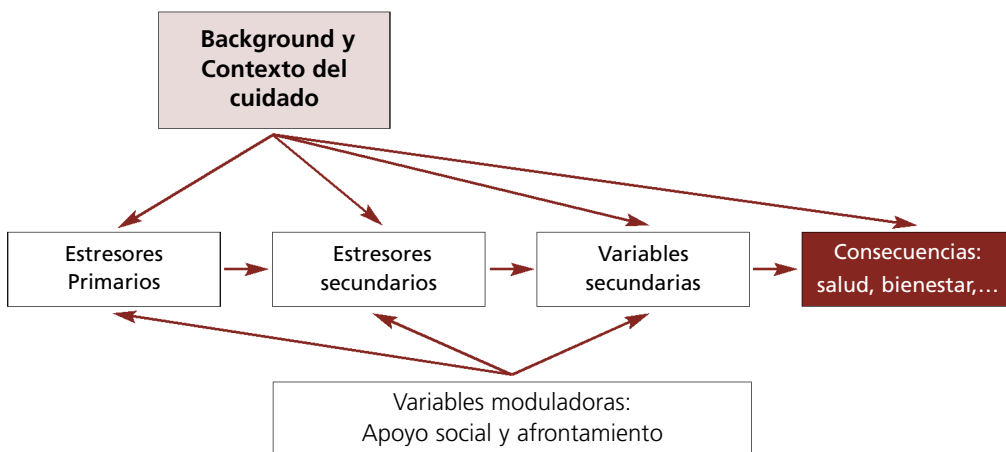 Background y
Contexto del
cuidado
Estresores
Primarios
Estresores
secundarios
Variables
secundarias
Consecuencias:
salud, bienestar,...
Variables moduladoras:
Apoyo social y afrontamiento